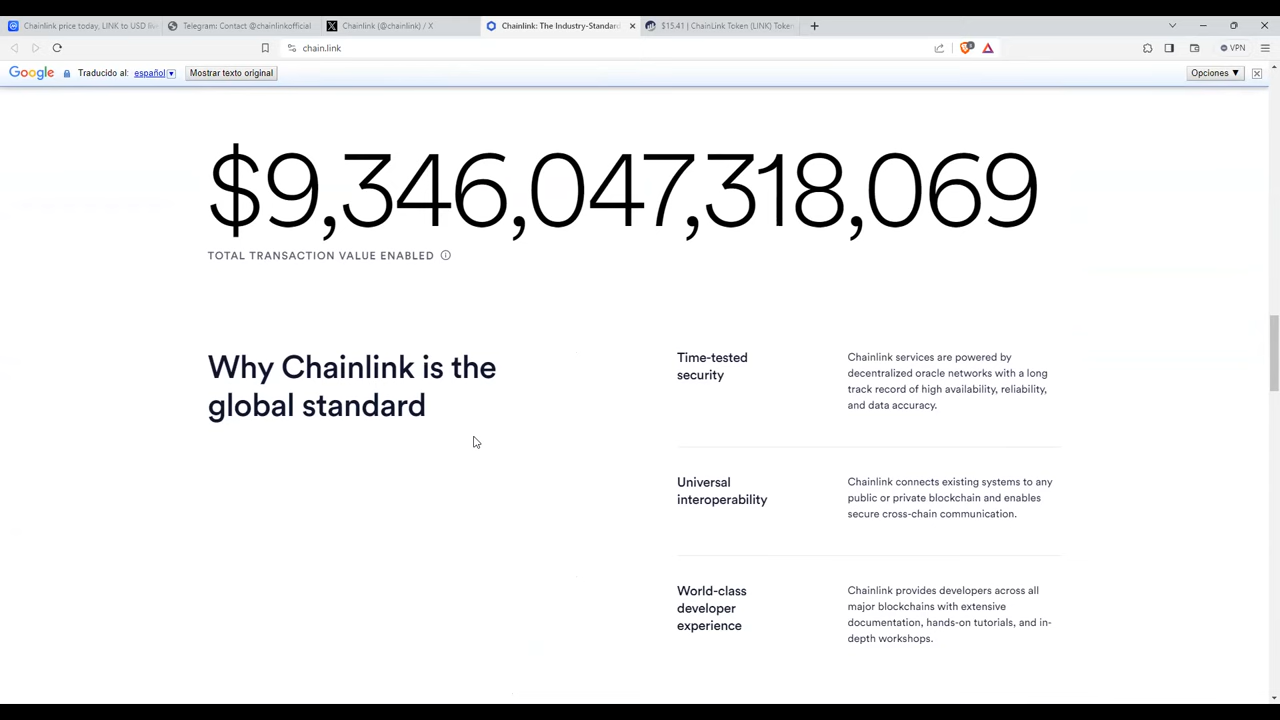 Chainlink price today, LINK to USD live
Telegram: Contact @chainlinkofficial
Chainlink (@chainlink) / X
Chainlink: The Industry-Standard
$15.41 | ChainLink Token (LINK) Token
chain.link
VPN
Google
Traducido al: español
Mostrar texto original
Opciones ▼
$9,346,047,318,069
TOTAL TRANSACTION VALUE ENABLED
Why Chainlink is the
global standard
Time-tested
security
Chainlink services are powered by
decentralized oracle networks with a long
track record of high availability, reliability,
and data accuracy.
Universal
interoperability
Chainlink connects existing systems to any
public or private blockchain and enables
secure cross-chain communication.
World-class
developer
experience
Chainlink provides developers across all
major blockchains with extensive
documentation, hands-on tutorials, and in-
depth workshops.